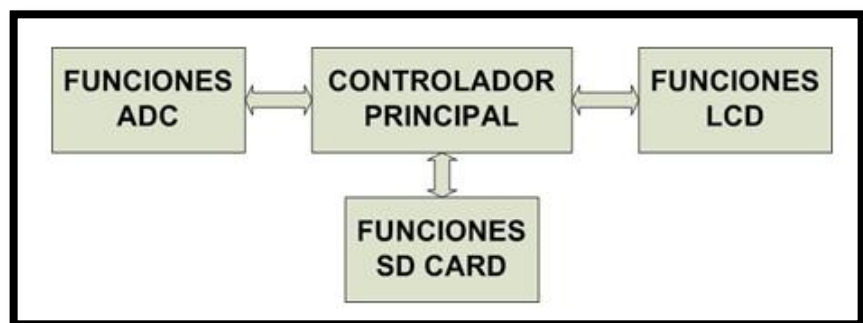 FUNCIONES
ADC
CONTROLADOR
PRINCIPAL
FUNCIONES
LCD
FUNCIONES
SD CARD